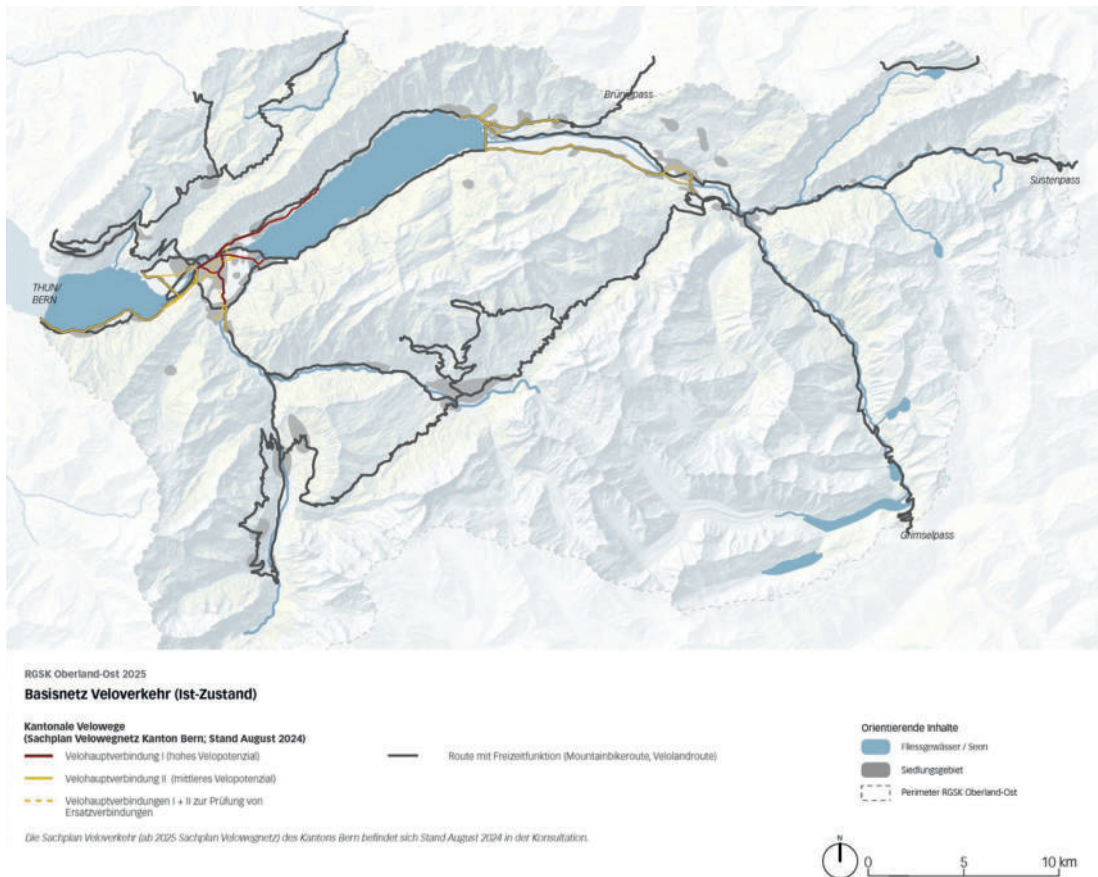 Brünigpass
Sustenpass
THUN/
BERN
Grimselpass
RGSK Oberland-Ost 2025
Basisnetz Veloverkehr (Ist-Zustand)
Kantonale Velowege
(Sachplan Velowegnetz Kanton Bern; Stand August 2024)
Velohauptverbindung I (hohes Velopotenzial)
Velohauptverbindung II (mittleres Velopotenzial)
Velohauptverbindungen I + II zur Prüfung von
Ersatzverbindungen
Route mit Freizeitfunktion (Mountainbikeroute, Velolandroute)
Orientierende Inhalte
Fliessgewässer / Seen
Siedlungsgebiet
Perimeter RGSK Oberland-Ost
Die Sachplan Veloverkehr (ab 2025 Sachplan Velowegnetz) des Kantons Bern befindet sich Stand August 2024 in der Konsultation.
N
0 5 10 km